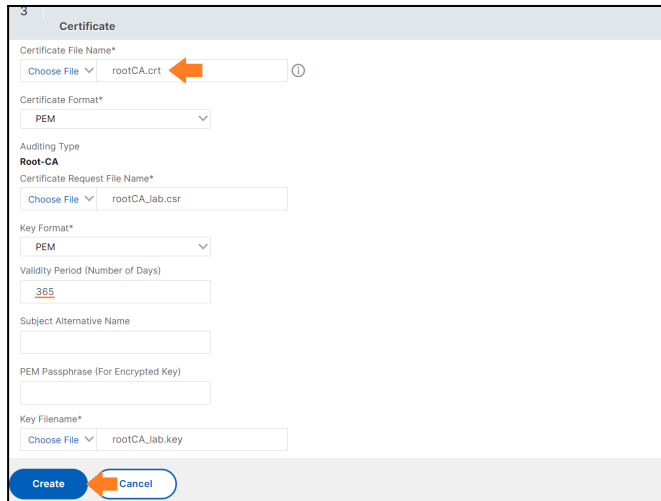 3
Certificate
Certificate File Name*
Choose File rootCA.crt
Certificate Format*
PEM
Auditing Type
Root-CA
Certificate Request File Name*
Choose File rootCA_lab.csr
Key Format*
PEM
Validity Period (Number of Days)
365
Subject Alternative Name
PEM Passphrase (For Encrypted Key)
Key Filename*
Choose File rootCA_lab.key
Create Cancel